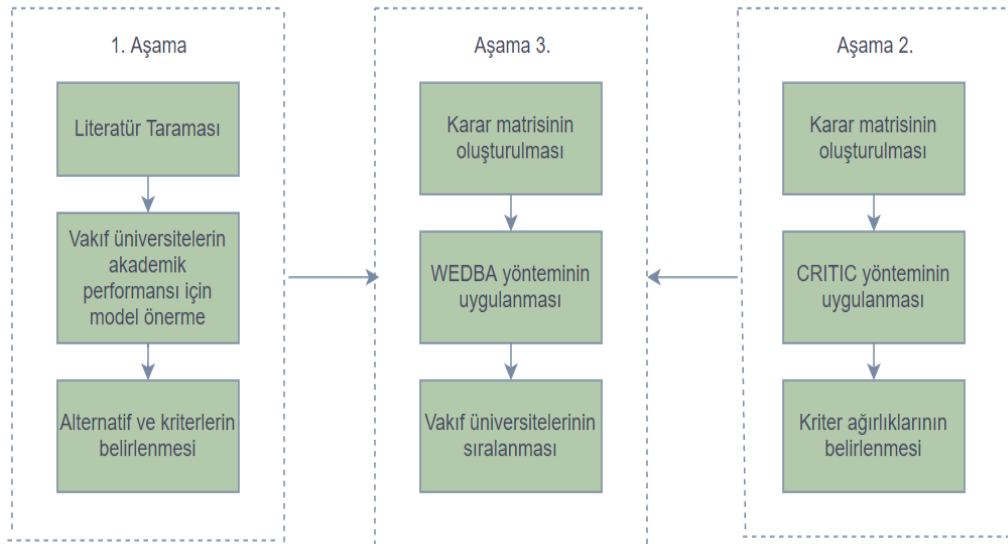 1. Aşama
Literatür Taraması
Vakıf üniversitelerin
akademik
performansı için
model önerme
Alternatif ve kriterlerin
belirlenmesi
Aşama 3.
Karar matrisinin
oluşturulması
WEDBA yönteminin
uygulanması
Vakıf üniversitelerinin
sıralanması
Aşama 2.
Karar matrisinin
oluşturulması
CRITIC yönteminin
uygulanması
Kriter ağırlıklarının
belirlenmesi